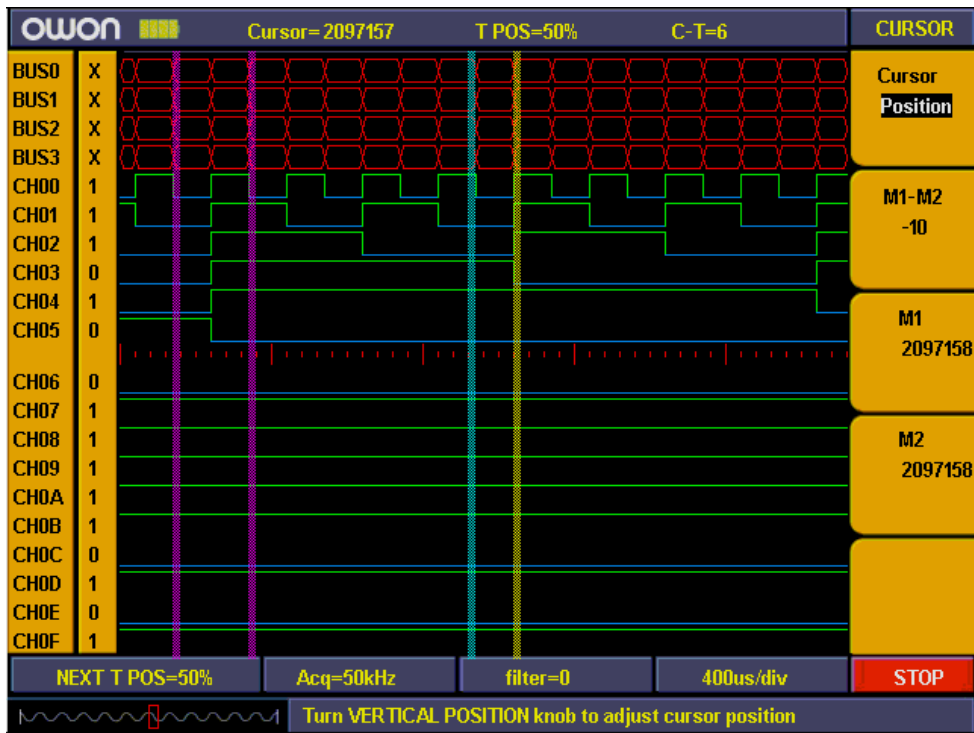 owon Cursor=2097157 T POS=50% C-T=6 CURSOR
BUS0 X
BUS1 X
BUS2 X
BUS3 X
CH00 1
CH01 1
CH02 1
CH03 0
CH04 1
CH05 0
CH06 0
CH07 1
CH08 1
CH09 1
CH0A 1
CH0B 1
CH0C 0
CH0D 1
CH0E 0
CH0F 1
Cursor
Position
M1-M2
-10
M1
2097158
M2
2097158
NEXT T POS=50% Acq=50kHz filter=0 400us/div STOP
Turn VERTICAL POSITION knob to adjust cursor position